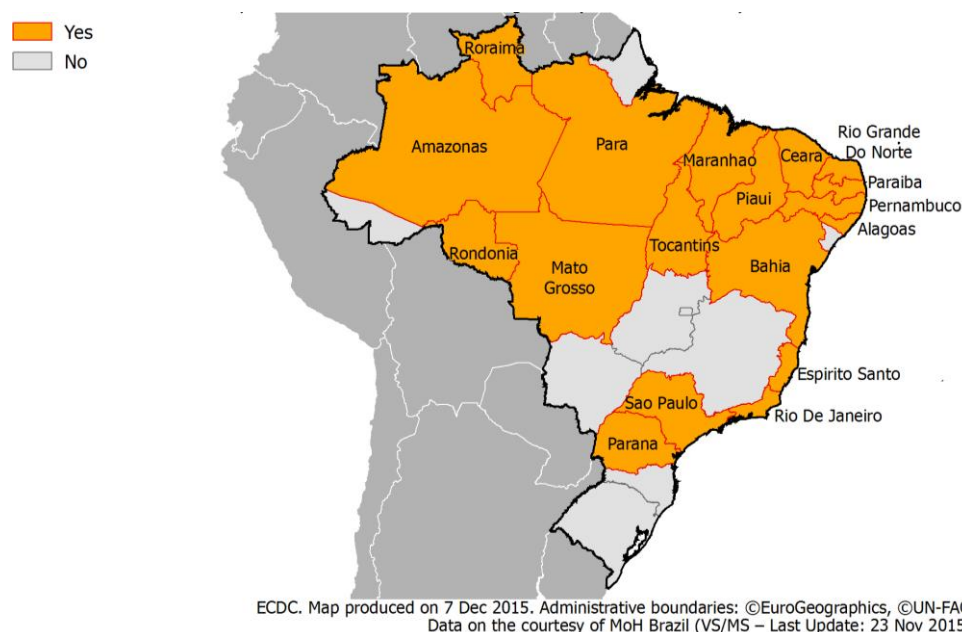 Yes
No
Roraima
Amazonas
Para
Maranhao
Ceara
Rio Grande
Do Norte
Paraiba
Piaui
Pernambuco
Alagoas
Rondonia
Tocantins
Bahia
Mato
Grosso
Espirito Santo
Sao Paulo
Rio De Janeiro
Parana
ECDC. Map produced on 7 Dec 2015. Administrative boundaries: ©EuroGeographics, ©UN-FAO
Data on the courtesy of MoH Brazil (VS/MS – Last Update: 23 Nov 2015